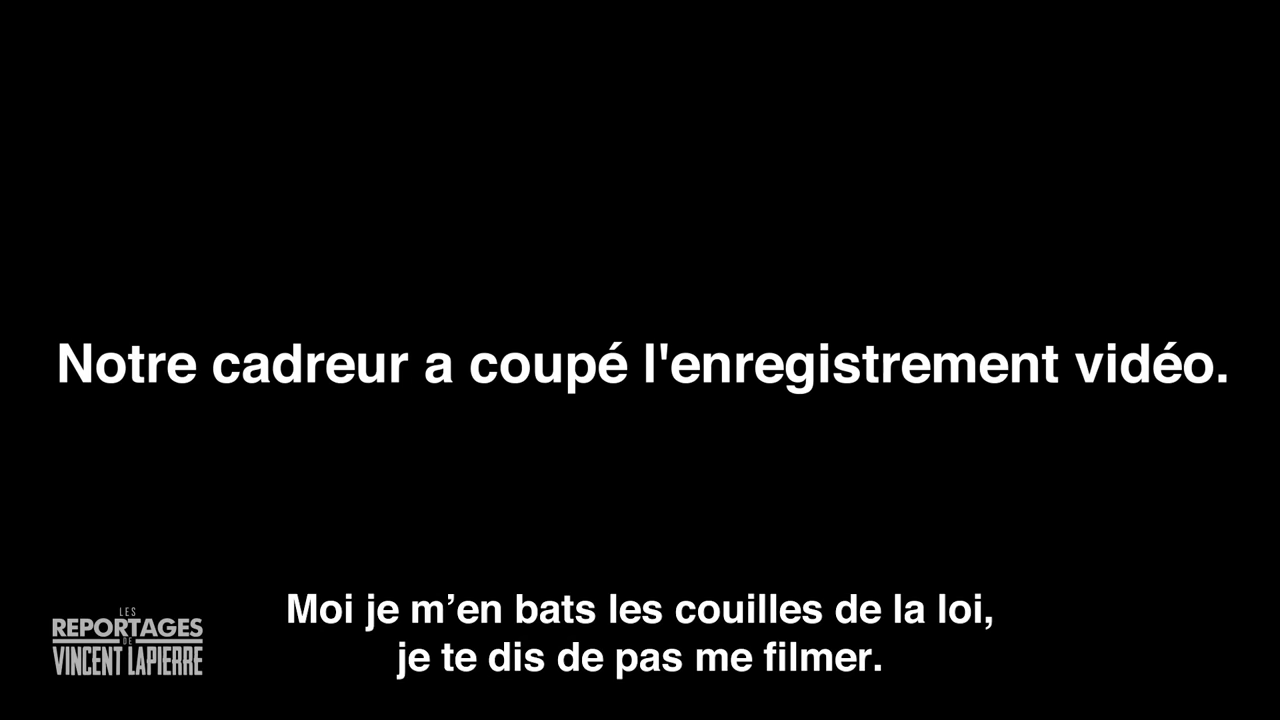 Notre cadreur a coupé l'enregistrement vidéo.
Moi je m’en bats les couilles de la loi,
je te dis de pas me filmer.
LES
REPORTAGES
DE
VINCENT LAPIERRE